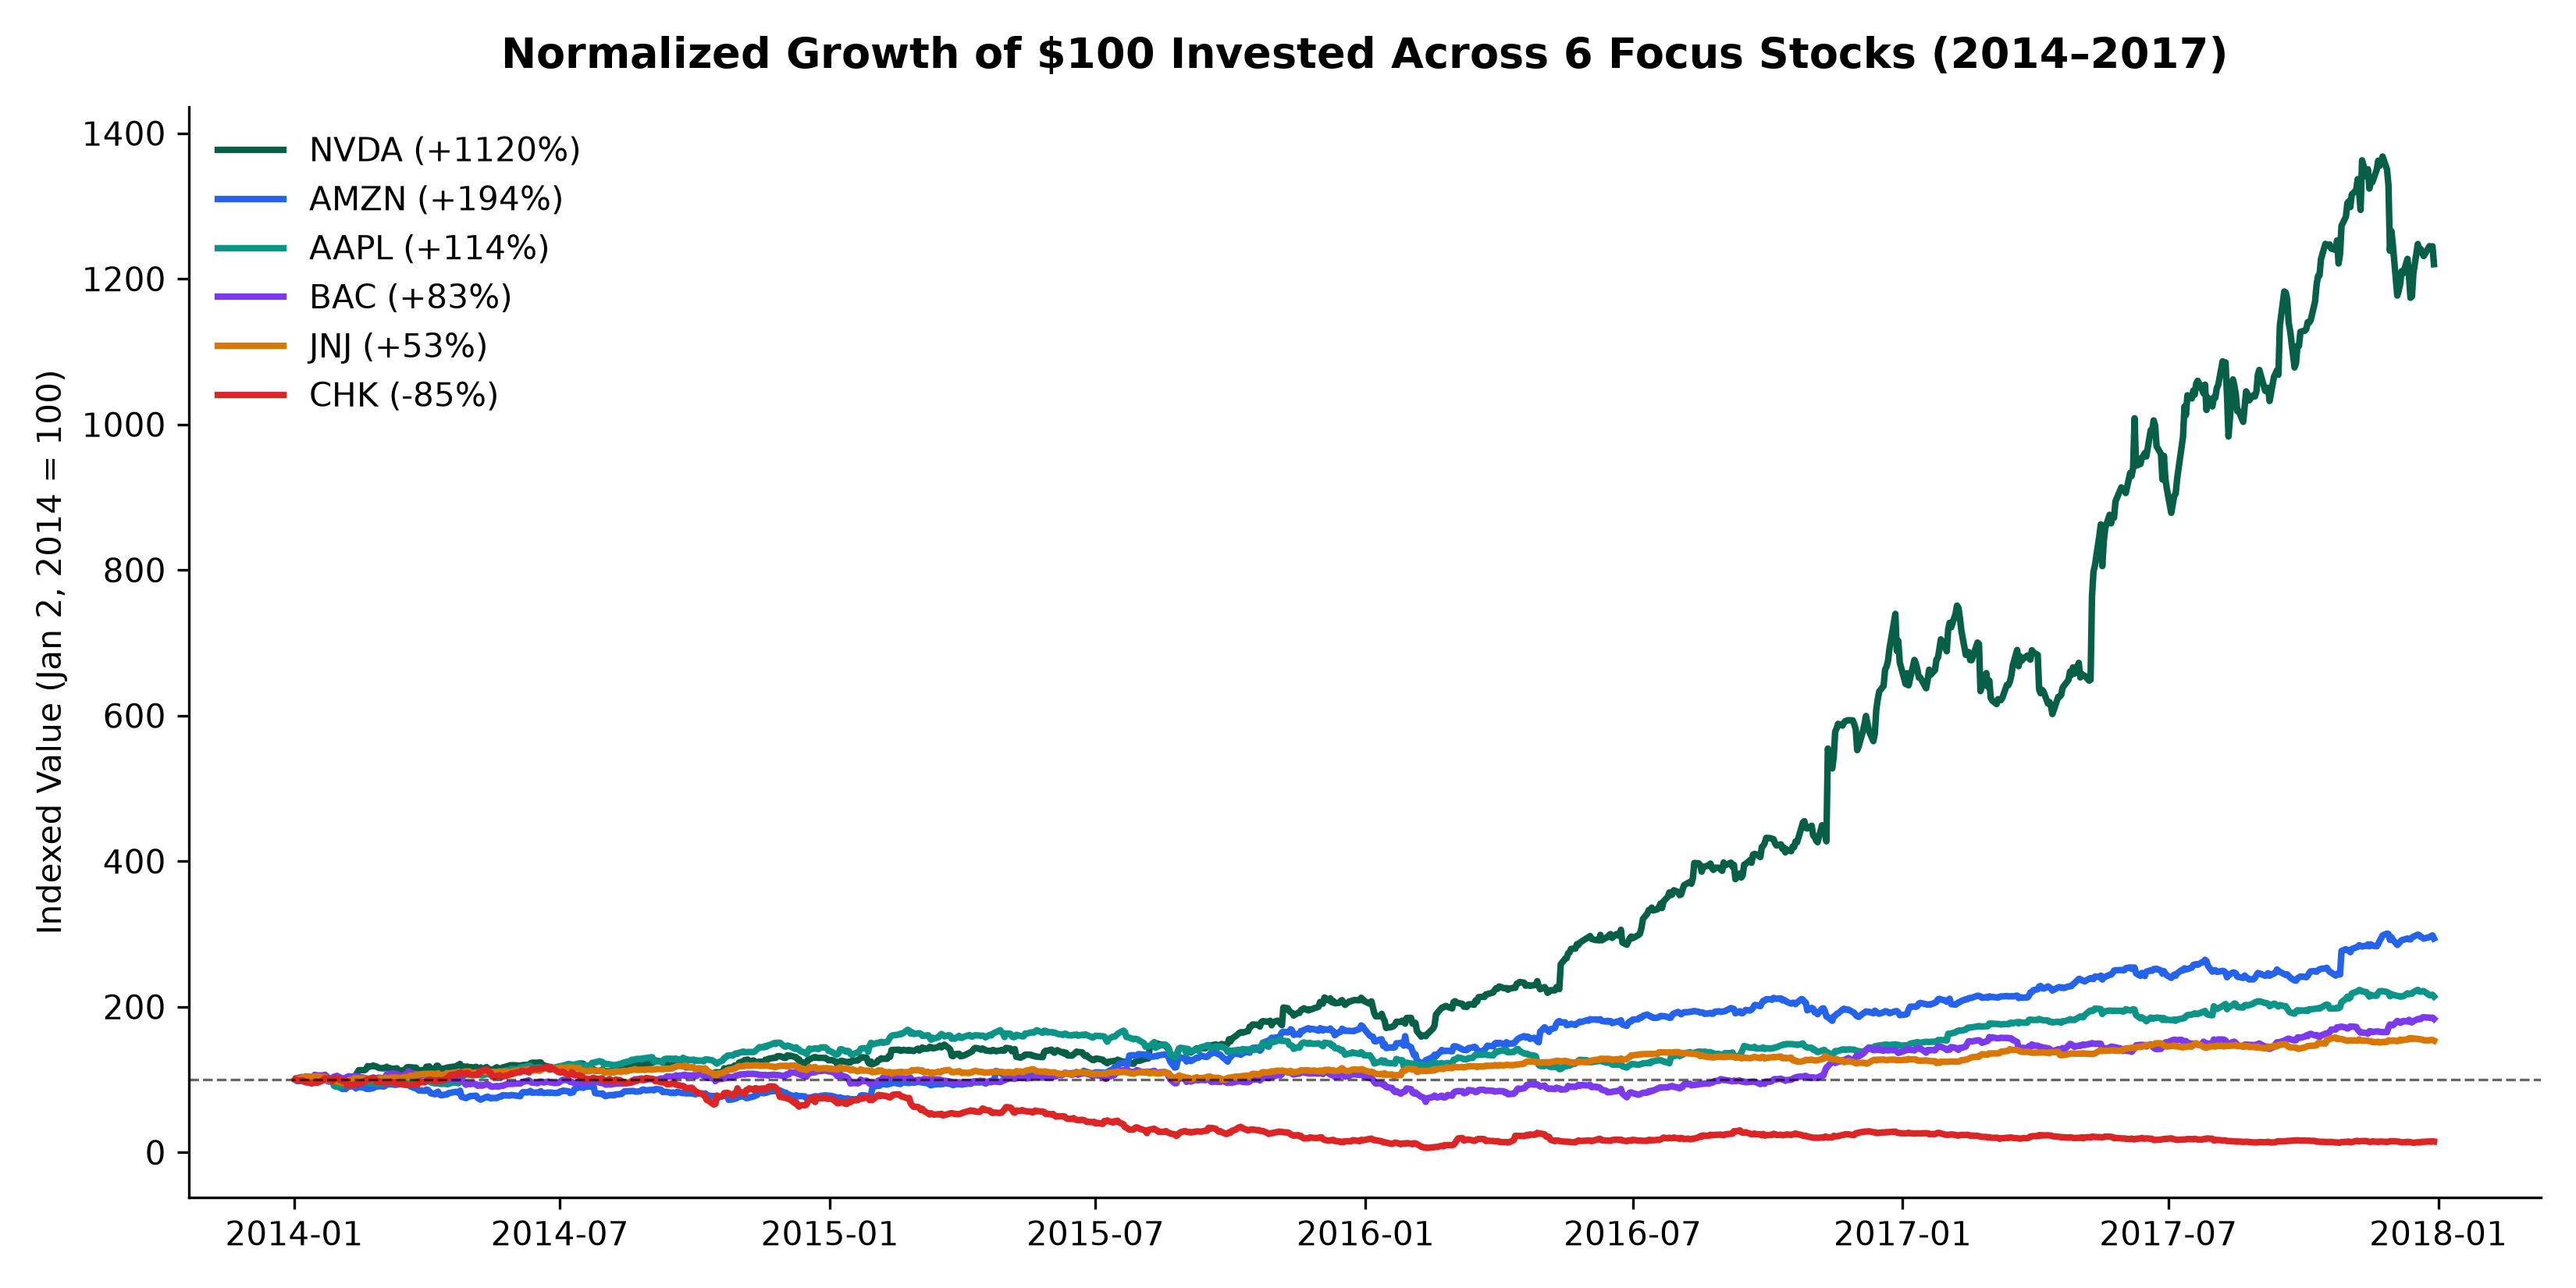 Normalized Growth of $100 Invested Across 6 Focus Stocks (2014–2017)
Indexed Value (Jan 2, 2014 = 100)
1400
1200
1000
800
600
400
200
0
NVDA (+1120%)
AMZN (+194%)
AAPL (+114%)
BAC (+83%)
JNJ (+53%)
CHK (-85%)
2014-01
2014-07
2015-01
2015-07
2016-01
2016-07
2017-01
2017-07
2018-01